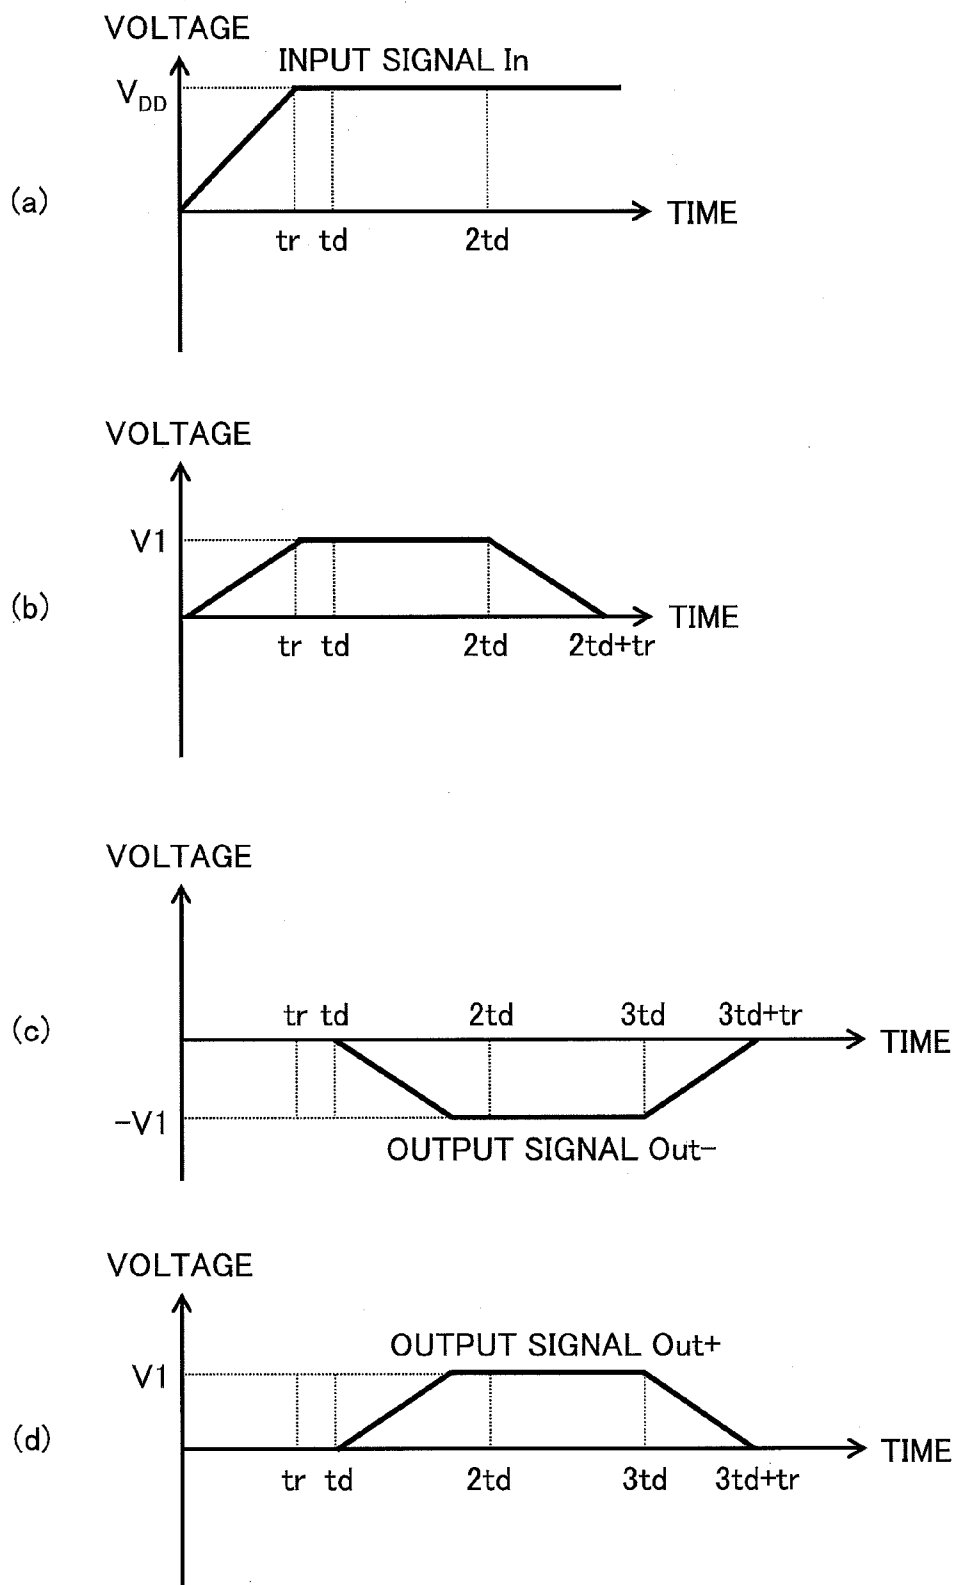 VOLTAGE
INPUT SIGNAL In
VDD
(a)
TIME
tr td 2td
VOLTAGE
V1
(b)
TIME
tr td 2td 2td+tr
VOLTAGE
tr td 2td 3td 3td+tr
(c)
TIME
-V1
OUTPUT SIGNAL Out-
VOLTAGE
OUTPUT SIGNAL Out+
V1
(d)
TIME
tr td 2td 3td 3td+tr